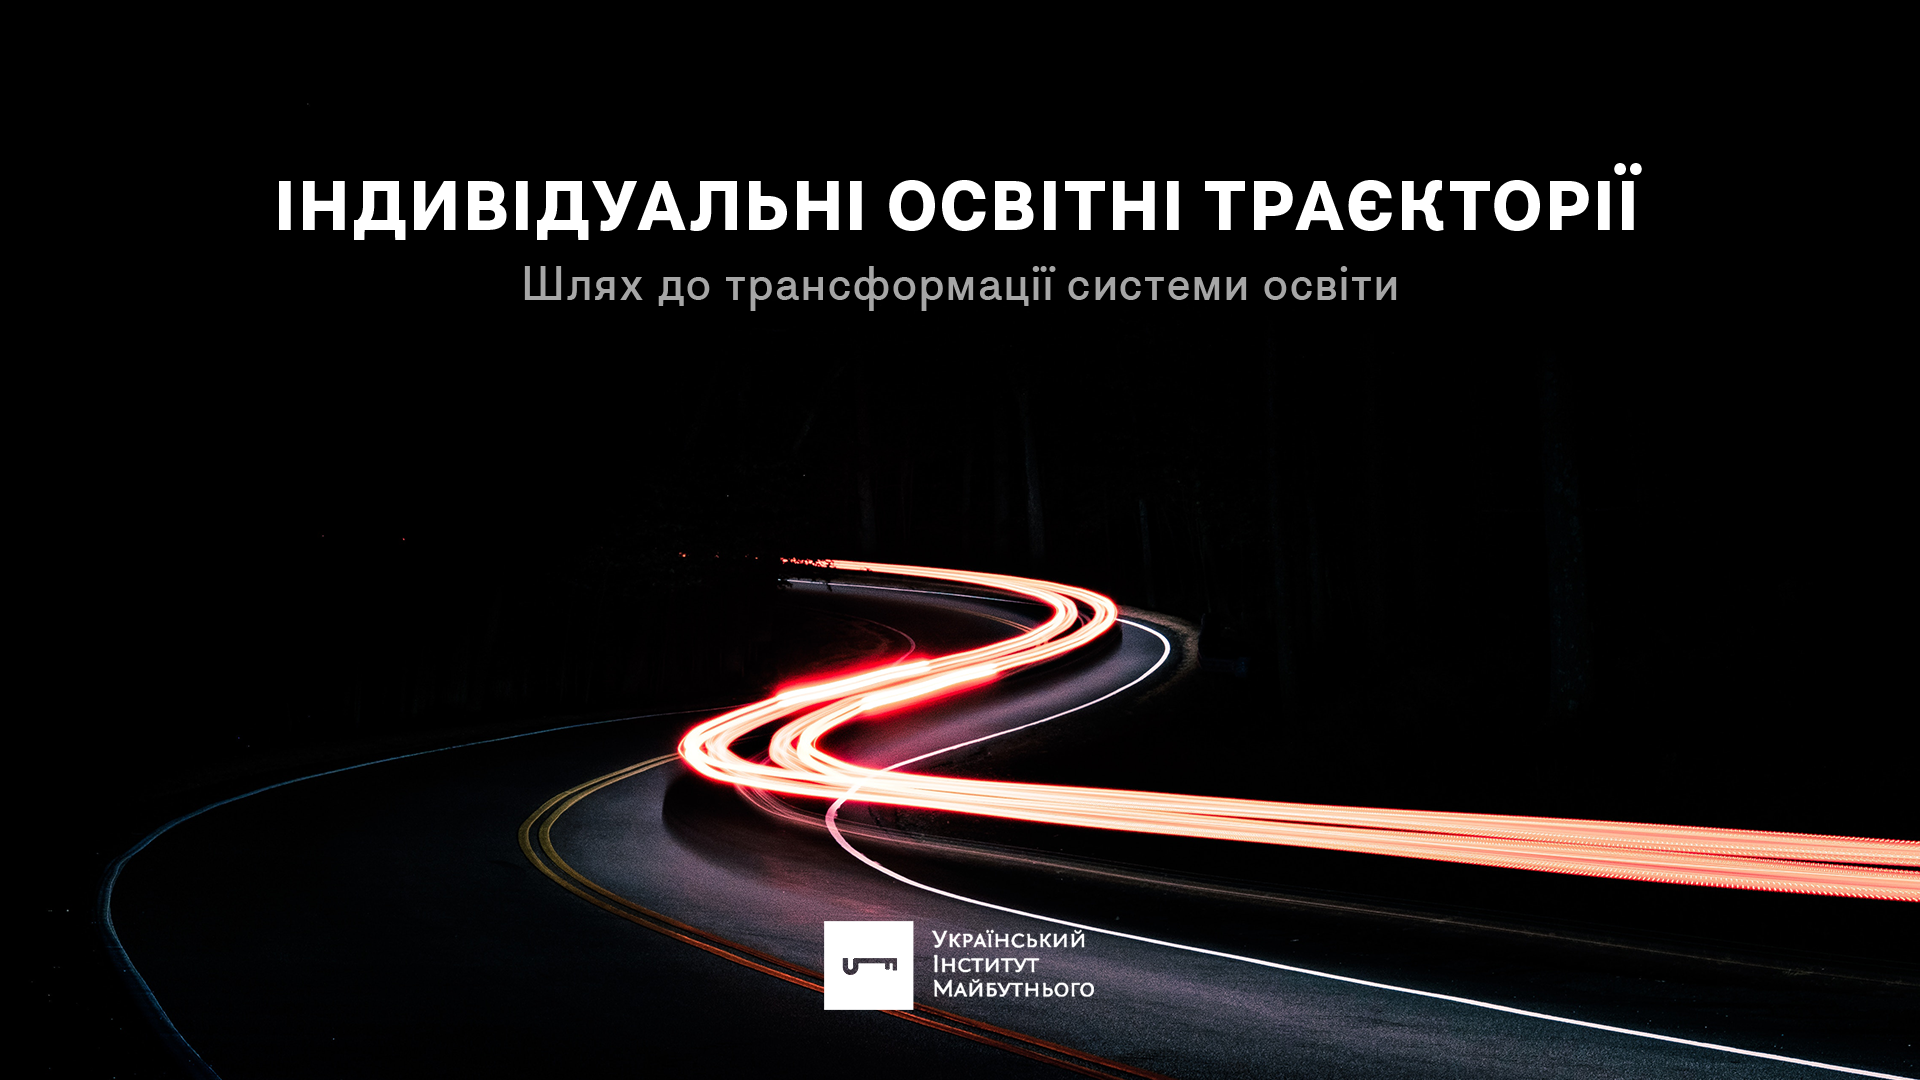 ІНДИВІДУАЛЬНІ ОСВІТНІ ТРАЄКТОРІЇ
Шлях до трансформації системи освіти
Український
Інститут
Майбутнього